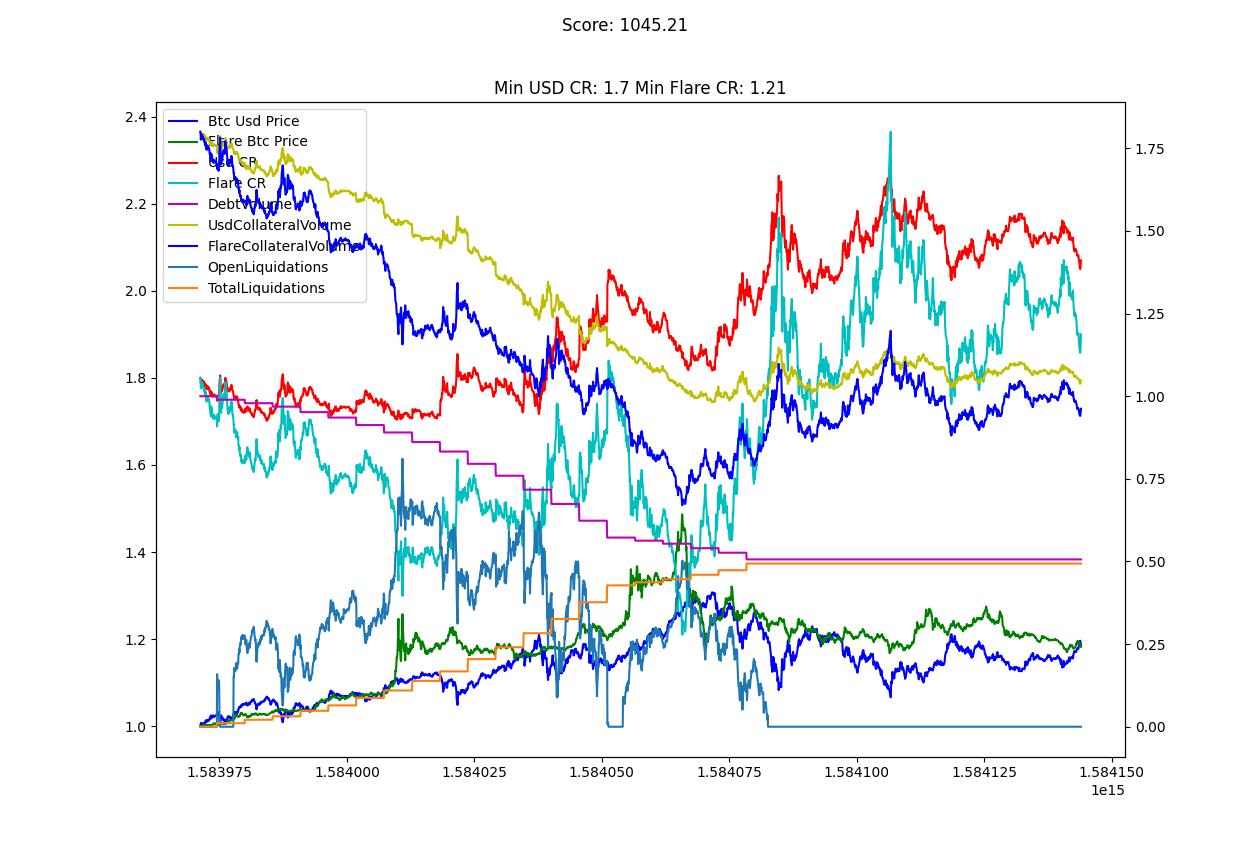 Score: 1045.21
Min USD CR: 1.7 Min Flare CR: 1.21
Btc Usd Price
Flare Btc Price
Usd CR
Flare CR
DebtVolume
UsdCollateralVolume
FlareCollateralVolume
OpenLiquidations
TotalLiquidations
2.4
2.2
2.0
1.8
1.6
1.4
1.2
1.0
1.75
1.50
1.25
1.00
0.75
0.50
0.25
0.00
1.583975 1.584000 1.584025 1.584050 1.584075 1.584100 1.584125 1.584150
1e15